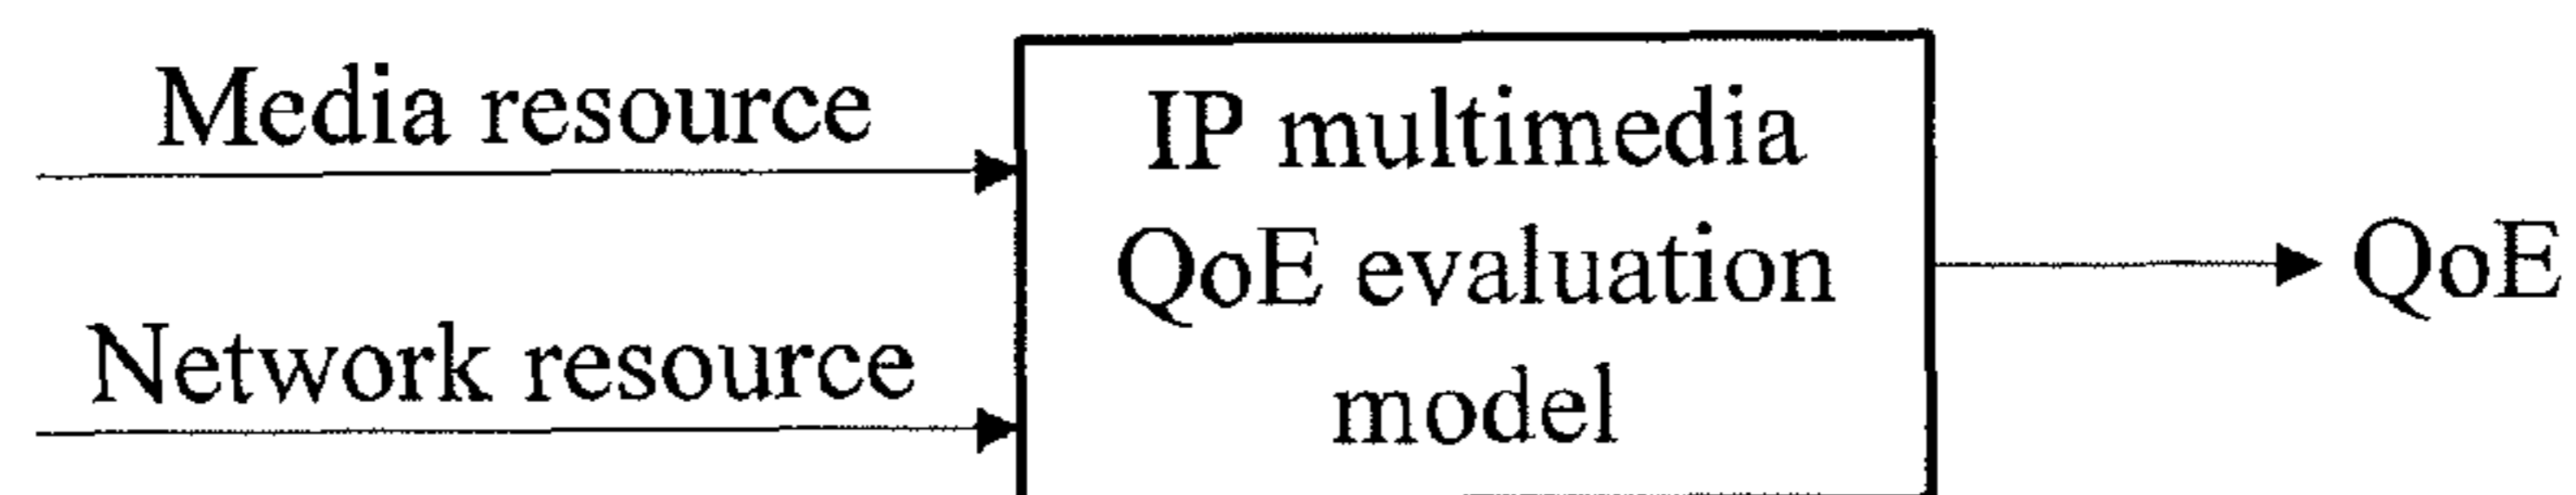 Media resource
Network resource
IP multimedia
QoE evaluation
model
QoE